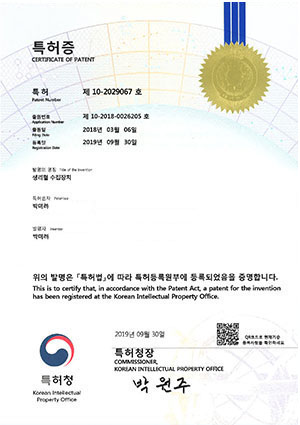 특허증
CERTIFICATE OF PATENT
특 허 제 10-2029067 호
Patent Number
출원번호 제 10-2018-0026205 호
Application Number
출원일 2018년 03월 06일
Filing Date
등록일 2019년 09월 30일
Registration Date
발명의 명칭 Title of the Invention
생리혈 수집장치
특허권자 Patentee
박미라
발명자 Inventor
박미라
위의 발명은 「특허법」에 따라 특허등록원부에 등록되었음을 증명합니다.
This is to certify that, in accordance with the Patent Act, a patent for the invention
has been registered at the Korean Intellectual Property Office.
2019년 09월 30일
QR코드로 현재기준
등록사항을 확인하세요
특허청
Korean Intellectual
Property Office
특허청장
COMMISSIONER,
KOREAN INTELLECTUAL PROPERTY OFFICE
박원주